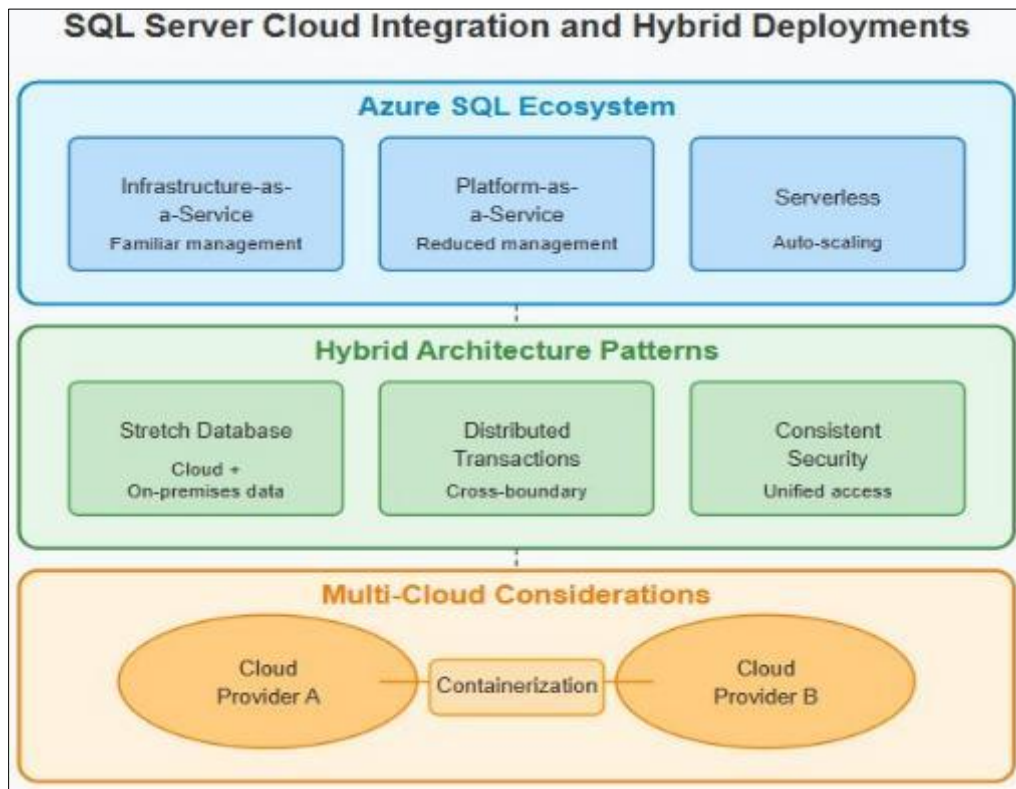 SQL Server Cloud Integration and Hybrid Deployments
Azure SQL Ecosystem
Infrastructure-as-
a-Service
Familiar management
Platform-as-
a-Service
Reduced management
Serverless
Auto-scaling
Hybrid Architecture Patterns
Stretch Database
Cloud +
On-premises data
Distributed
Transactions
Cross-boundary
Consistent
Security
Unified access
Multi-Cloud Considerations
Cloud
Provider A
Containerization
Cloud
Provider B